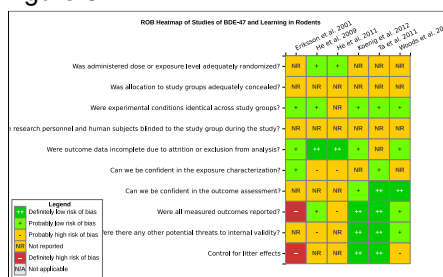 ROB Heatmap of Studies of BDE-47 and Learning in Rodents
Eriksson et al. 2001
He et al. 2009
He et al. 2011
Koenig et al. 2012
Ta et al. 2011
Woods et al. 20
Was administered dose or exposure level adequately randomized? NR + + NR NR NR
Was allocation to study groups adequately concealed? NR NR NR NR NR NR
Were experimental conditions identical across study groups? + + NR + + +
e research personnel and human subjects blinded to the study group during the study? NR NR NR NR NR NR
Were outcome data incomplete due to attrition or exclusion from analysis? + ++ ++ + NR +
Can we be confident in the exposure characterization? + - - NR + NR
Can we be confident in the outcome assessment? NR NR NR + ++ ++
Were all measured outcomes reported? -- + - ++ ++ +
ere there any other potential threats to internal validity? - NR NR ++ ++ +
Control for litter effects -- NR NR ++ ++ -
Legend
++ Definitely low risk of bias
+ Probably low risk of bias
- Probably high risk of bias
NR Not reported
-- Definitely high risk of bias
N/A Not applicable